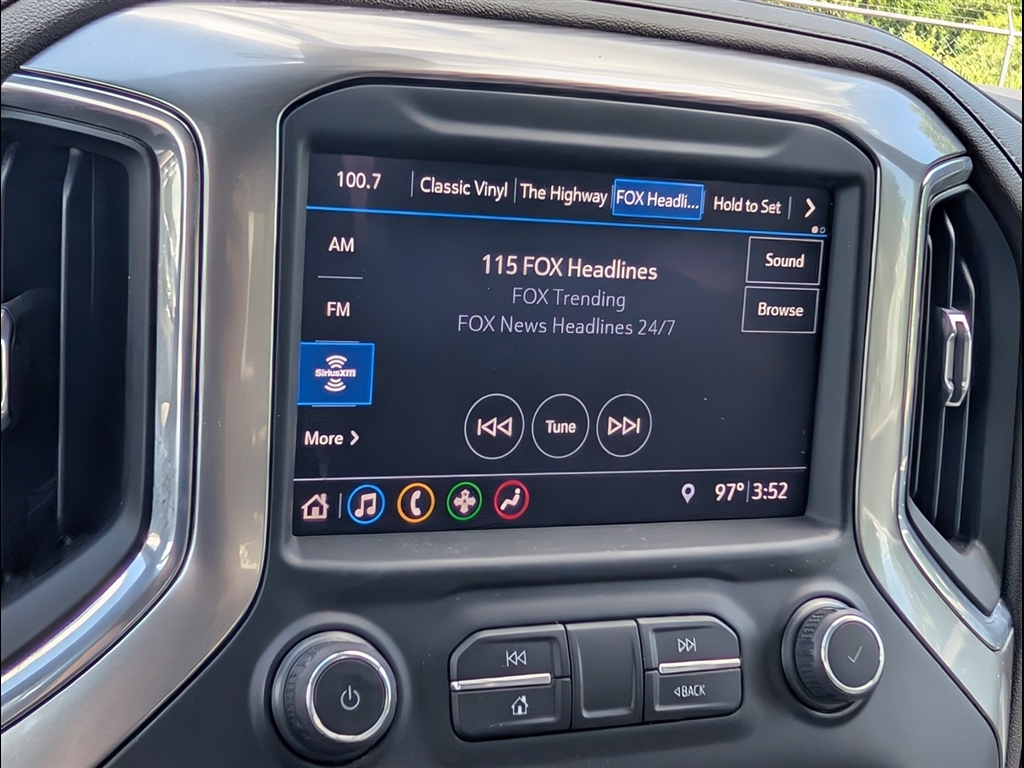 100.7
Classic Vinyl
The Highway
FOX Headli...
Hold to Set
AM
FM
SiriusXM
More
115 FOX Headlines
FOX Trending
FOX News Headlines 24/7
Sound
Browse
Tune
97° 3:52
BACK